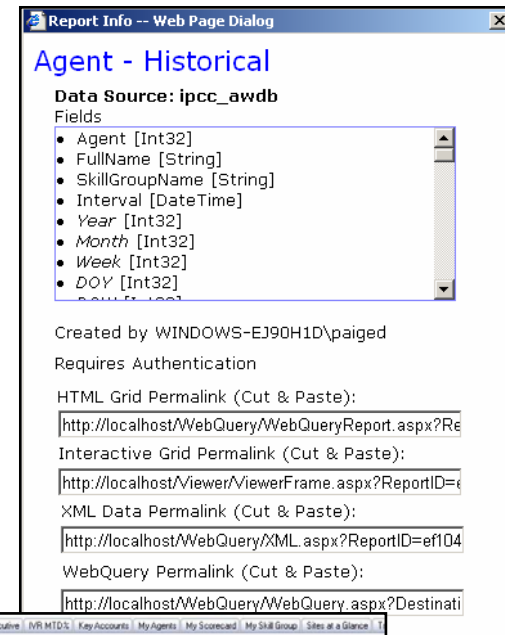 Report Info -- Web Page Dialog
Agent - Historical
Data Source: ipcc_awdb
Fields
• Agent [Int32]
• FullName [String]
• SkillGroupName [String]
• Interval [DateTime]
• Year [Int32]
• Month [Int32]
• Week [Int32]
• DOY [Int32]
Created by WINDOWS-EJ90H1D\paiged
Requires Authentication
HTML Grid Permalink (Cut & Paste):
http://localhost/WebQuery/WebQueryReport.aspx?Re
Interactive Grid Permalink (Cut & Paste):
http://localhost/Viewer/ViewerFrame.aspx?ReportID=e
XML Data Permalink (Cut & Paste):
http://localhost/WebQuery/XML.aspx?ReportID=ef104
WebQuery Permalink (Cut & Paste):
http://localhost/WebQuery/WebQuery.aspx?Destinati
IVR MTD% Key Accounts My Agents My Scorecard My Skill Group Sites at a Glance